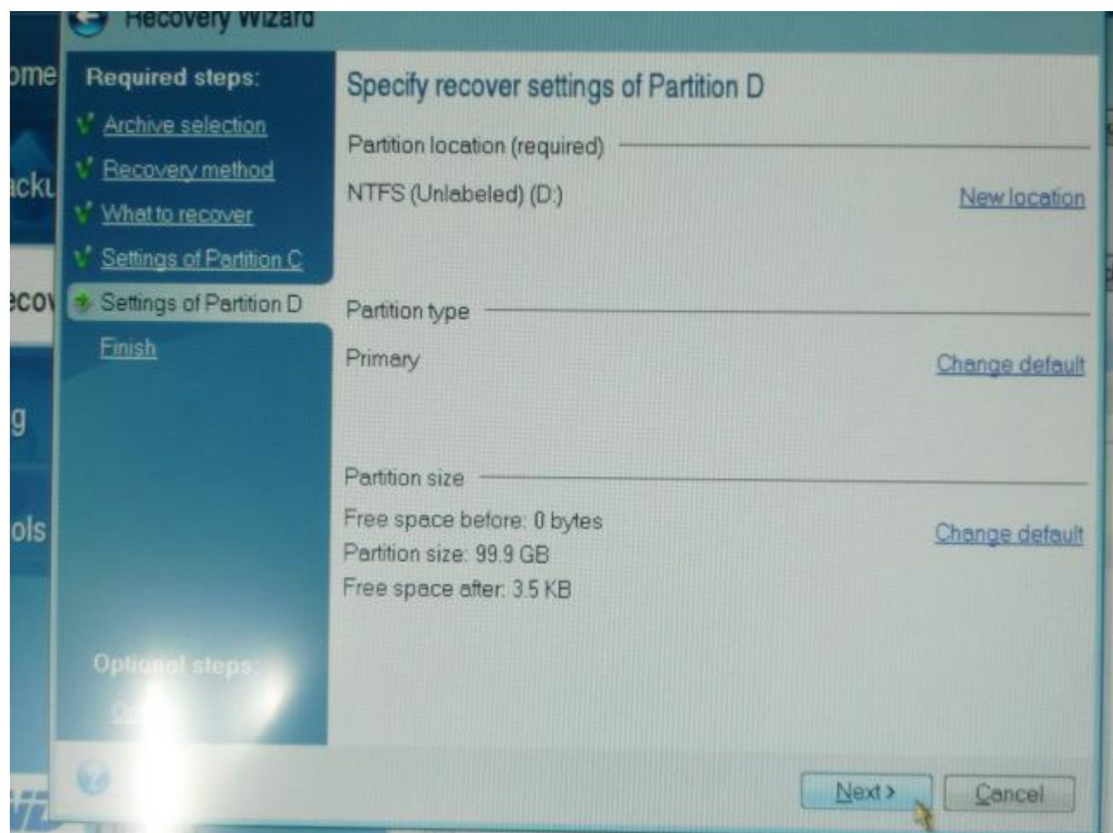 Recovery Wizard
Required steps:
Archive selection
Recovery method
What to recover
Settings of Partition C
Settings of Partition D
Finish
Optional steps:
Specify recover settings of Partition D
Partition location (required)
NTFS (Unlabeled) (D:)
New location
Partition type
Primary
Change default
Partition size
Free space before: 0 bytes
Partition size: 99.9 GB
Free space after: 3.5 KB
Change default
Next >
Cancel